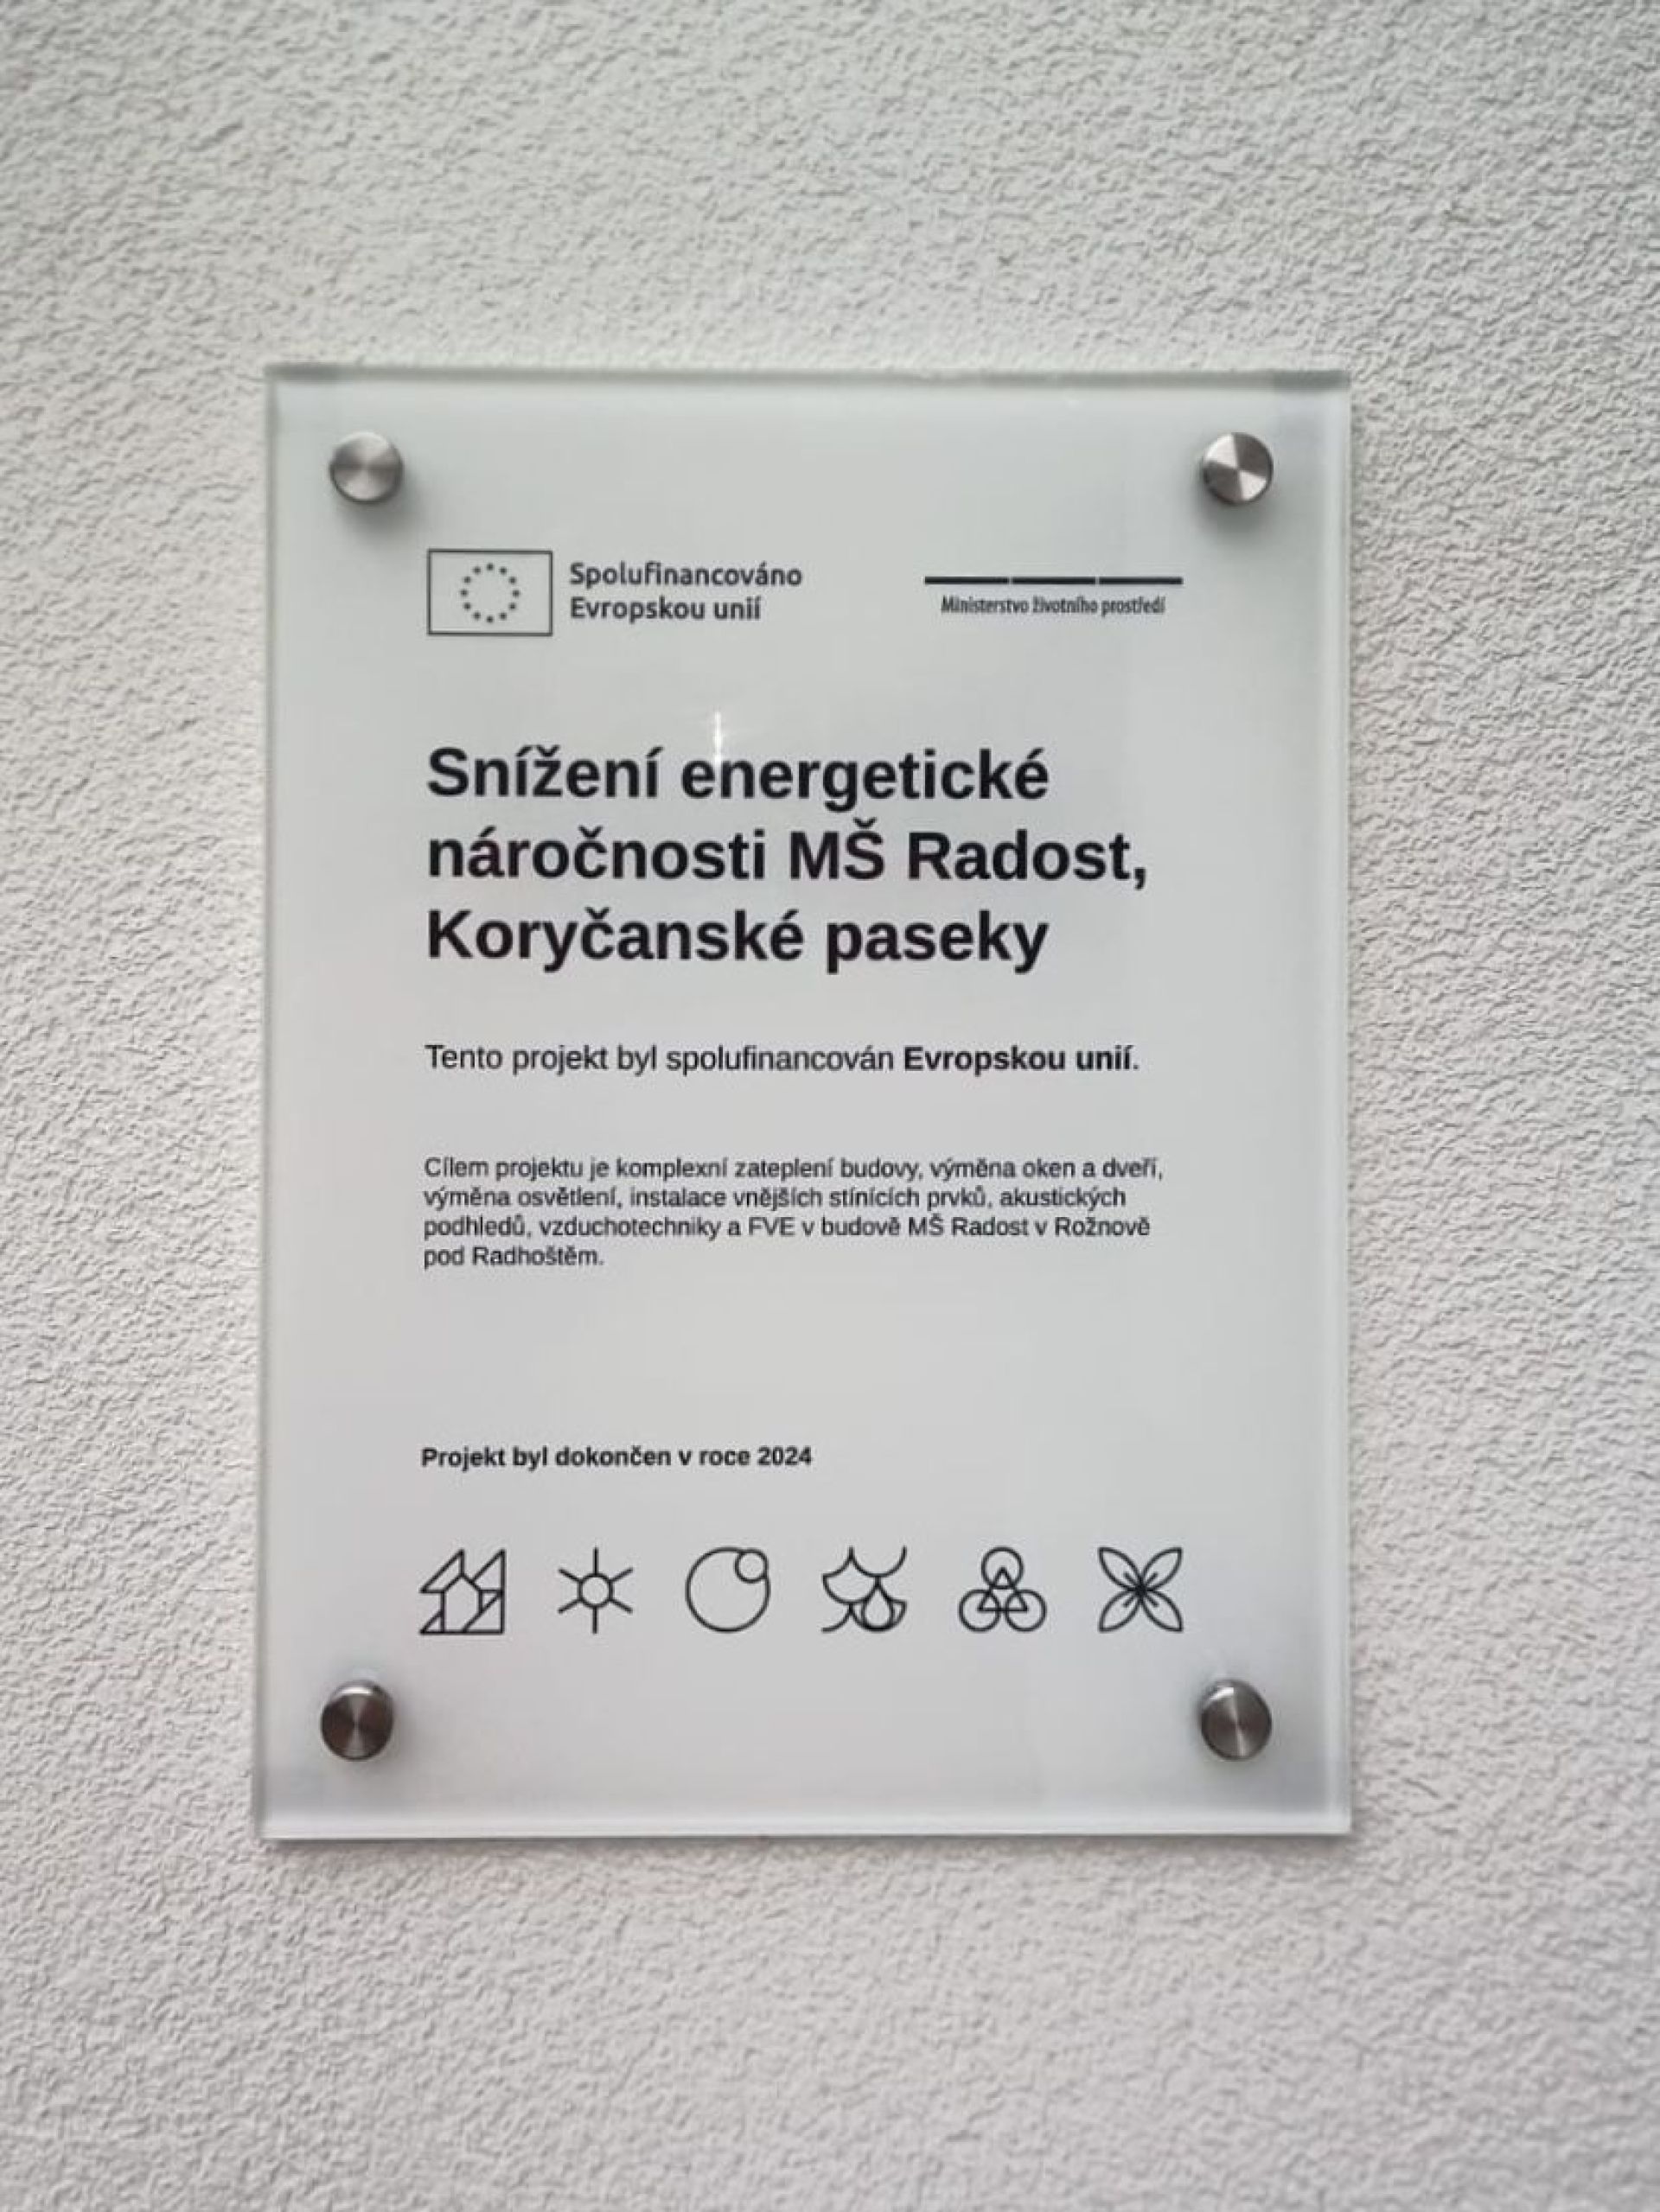 Spolufinancováno
Evropskou unií
Ministerstvo životního prostředí
Snížení energetické
náročnosti MŠ Radost,
Koryčanské paseky
Tento projekt byl spolufinancován Evropskou unií.
Cílem projektu je komplexní zateplení budovy, výměna oken a dveří,
výměna osvětlení, instalace vnějších stínících prvků, akustických
podhledů, vzduchotechniky a FVE v budově MŠ Radost v Rožnově
pod Radhoštěm.
Projekt byl dokončen v roce 2024